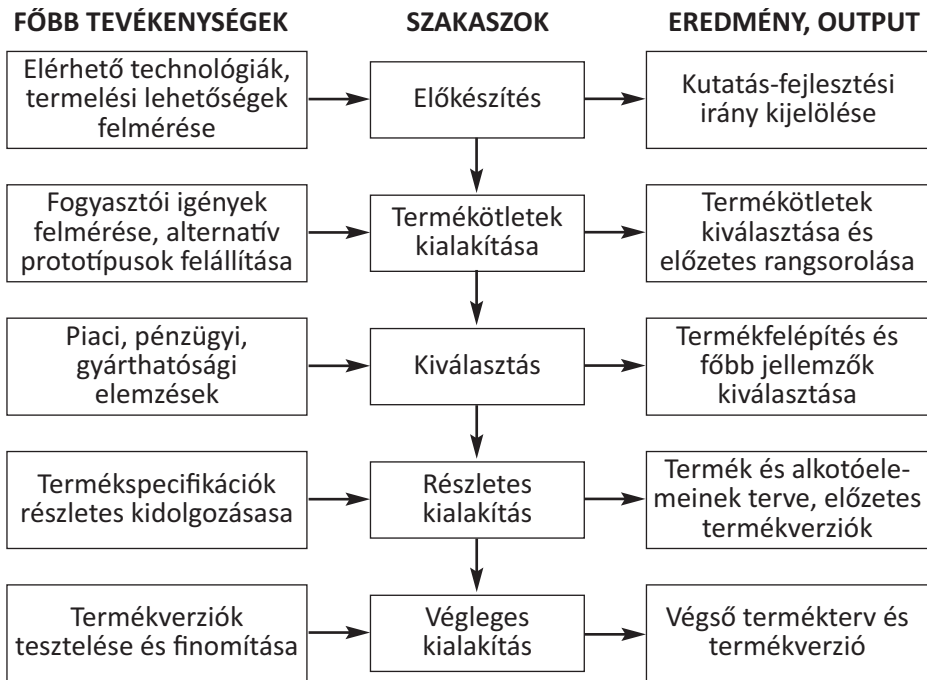 FŐBB TEVÉKENYSÉGEK
SZAKASZOK
EREDMÉNY, OUTPUT
Elérhető technológiák,
termelési lehetőségek
felmérése
Előkészítés
Kutatás-fejlesztési
irány kijelölése
Fogyasztói igények
felmérése, alternatív
prototípusok felállítása
Termékötletek
kialakítása
Termékötletek
kiválasztása és
előzetes rangsorolása
Piaci, pénzügyi,
gyárthatósági
elemzések
Kiválasztás
Termékfelépítés és
főbb jellemzők
kiválasztása
Termékspecifikációk
részletes kidolgozásasa
Részletes
kialakítás
Termék és alkotóele-
meinek terve, előzetes
termékverziók
Termékverziók
tesztelése és finomítása
Végleges
kialakítás
Végső termékterv és
termékverzió